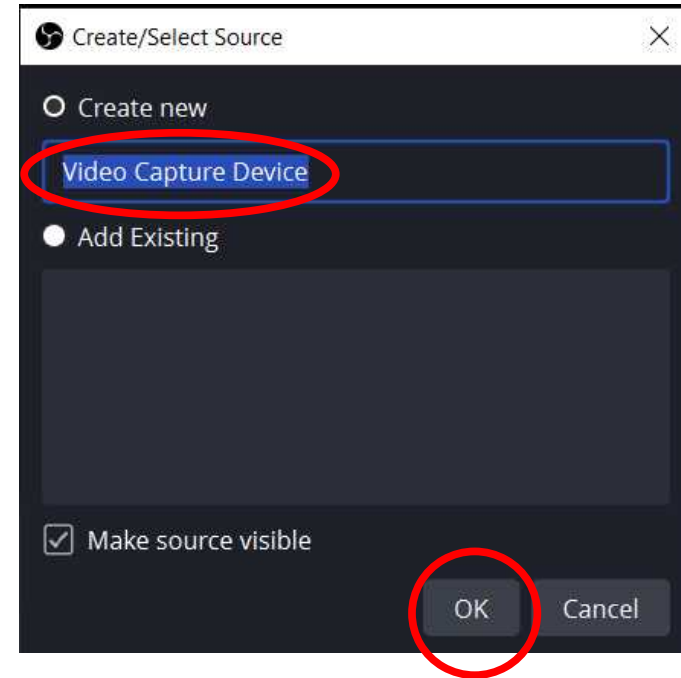 Create/Select Source
Create new
Video Capture Device
Add Existing
Make source visible
OK Cancel